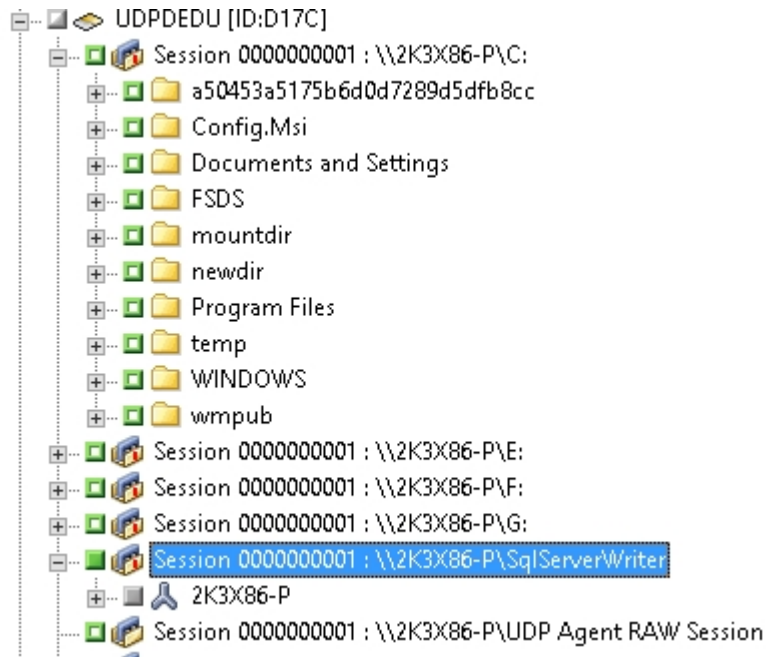 UDPDEDU [ID:D17C]
Session 0000000001 : \\2K3X86-P\C:
a50453a5175b6d0d7289d5dfb8cc
Config.Msi
Documents and Settings
FSDS
mountdir
newdir
Program Files
temp
WINDOWS
wmpub
Session 0000000001 : \\2K3X86-P\E:
Session 0000000001 : \\2K3X86-P\F:
Session 0000000001 : \\2K3X86-P\G:
Session 0000000001 : \\2K3X86-P\SqlServerWriter
2K3X86-P
Session 0000000001 : \\2K3X86-P\UDP Agent RAW Session